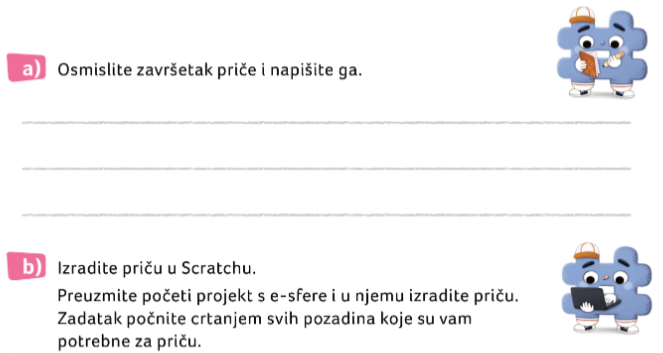 a) Osmislite završetak priče i napišite ga.
b) Izradite priču u Scratchu.
Preuzmite početi projekt s e-sfere i u njemu izradite priču.
Zadatak počnite crtanjem svih pozadina koje su vam
potrebne za priču.